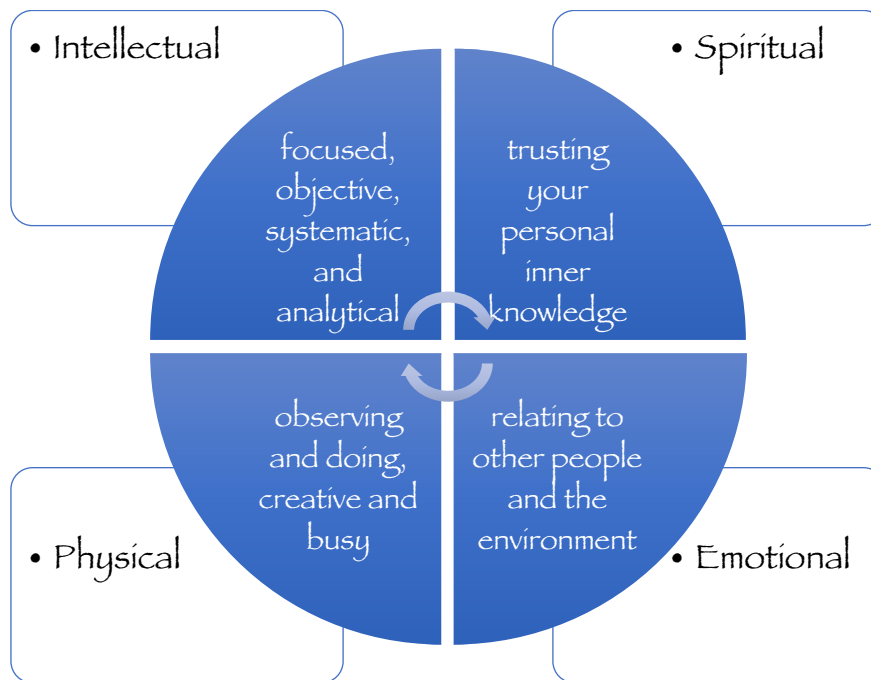 • Intellectual
focused,
objective,
systematic,
and
analytical
• Spiritual
trusting
your
personal
inner
knowledge
• Physical
observing
and doing,
creative and
busy
• Emotional
relating to
other people
and the
environment